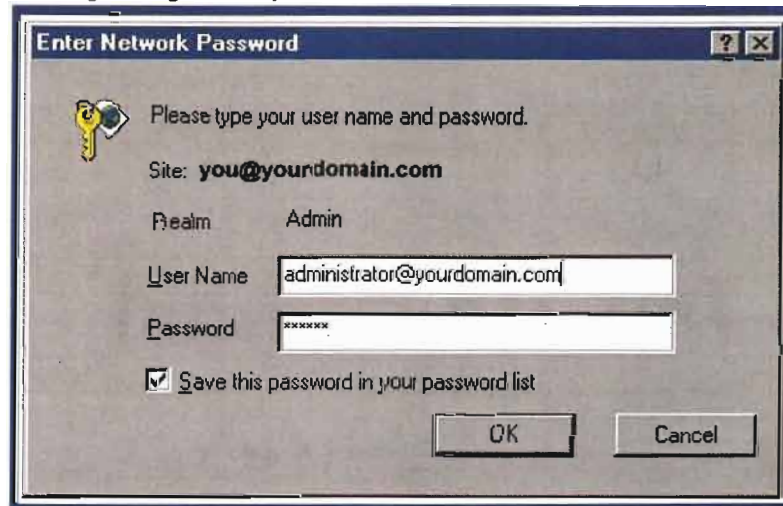 Enter Network Password
Please type your user name and password.
Site: you@yourdomain.com
Realm Admin
User Name administrator@yourdomain.com
Password ******
Save this password in your password list
OK Cancel